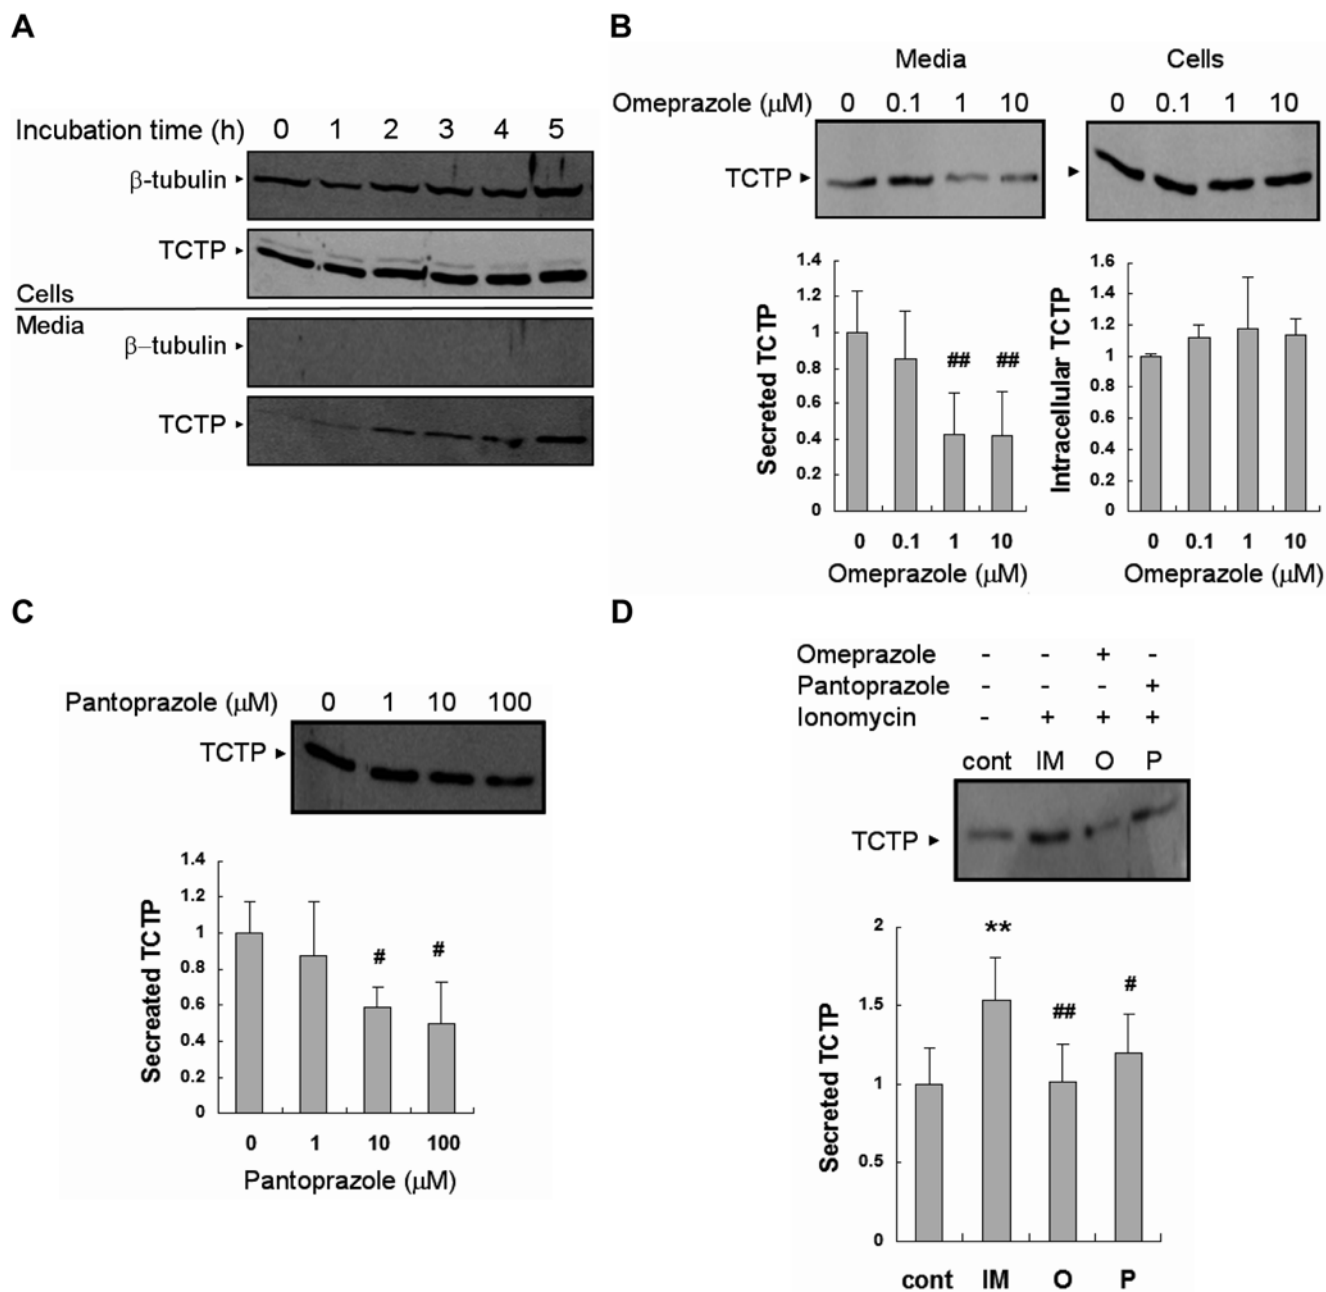 A
Incubation time (h) 0 1 2 3 4 5
β-tubulin
TCTP
Cells
Media
β–tubulin
TCTP
B
Media Cells
Omeprazole (μM) 0 0.1 1 10 0 0.1 1 10
TCTP
Secreted TCTP
1.4
1.2
1
0.8
0.6
0.4
0.2
0
## ##
0 0.1 1 10
Omeprazole (μM)
Intracellular TCTP
1.6
1.4
1.2
1
0.8
0.6
0.4
0.2
0
0 0.1 1 10
Omeprazole (μM)
C
Pantoprazole (μM) 0 1 10 100
TCTP
Secreated TCTP
1.4
1.2
1
0.8
0.6
0.4
0.2
0
# #
0 1 10 100
Pantoprazole (μM)
D
Omeprazole - - + -
Pantoprazole - - - +
Ionomycin - + + +
cont IM O P
TCTP
Secreted TCTP
2
1.5
1
0.5
0
** ## #
cont IM O P